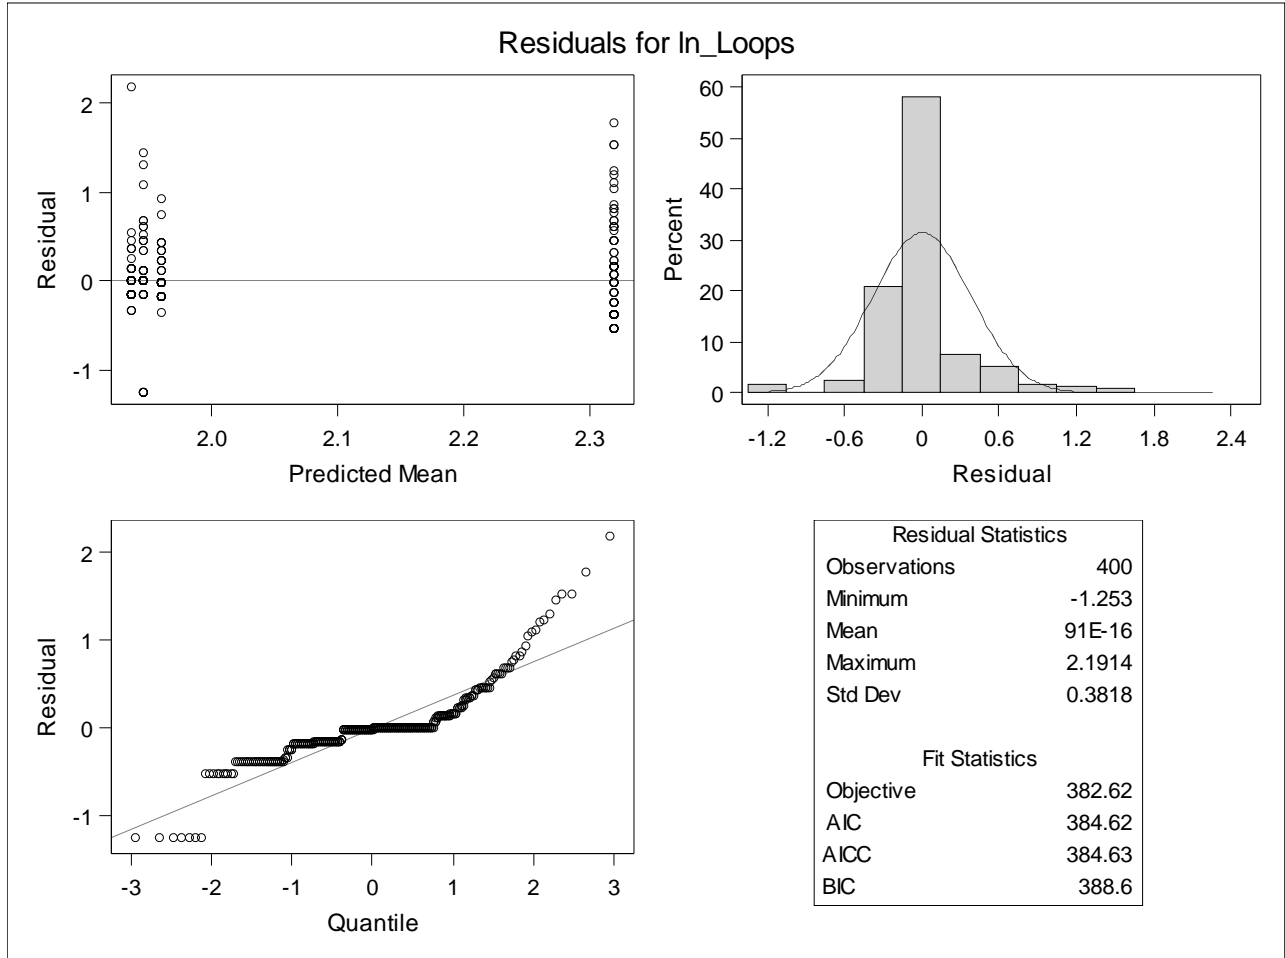 Residuals for ln_Loops
2
1
0
-1
Residual
2.0 2.1 2.2 2.3
Predicted Mean
60
50
40
30
20
10
0
Percent
-1.2 -0.6 0 0.6 1.2 1.8 2.4
Residual
2
1
0
-1
Residual
-3 -2 -1 0 1 2 3
Quantile
Residual Statistics
Observations 400
Minimum -1.253
Mean 91E-16
Maximum 2.1914
Std Dev 0.3818
Fit Statistics
Objective 382.62
AIC 384.62
AICC 384.63
BIC 388.6